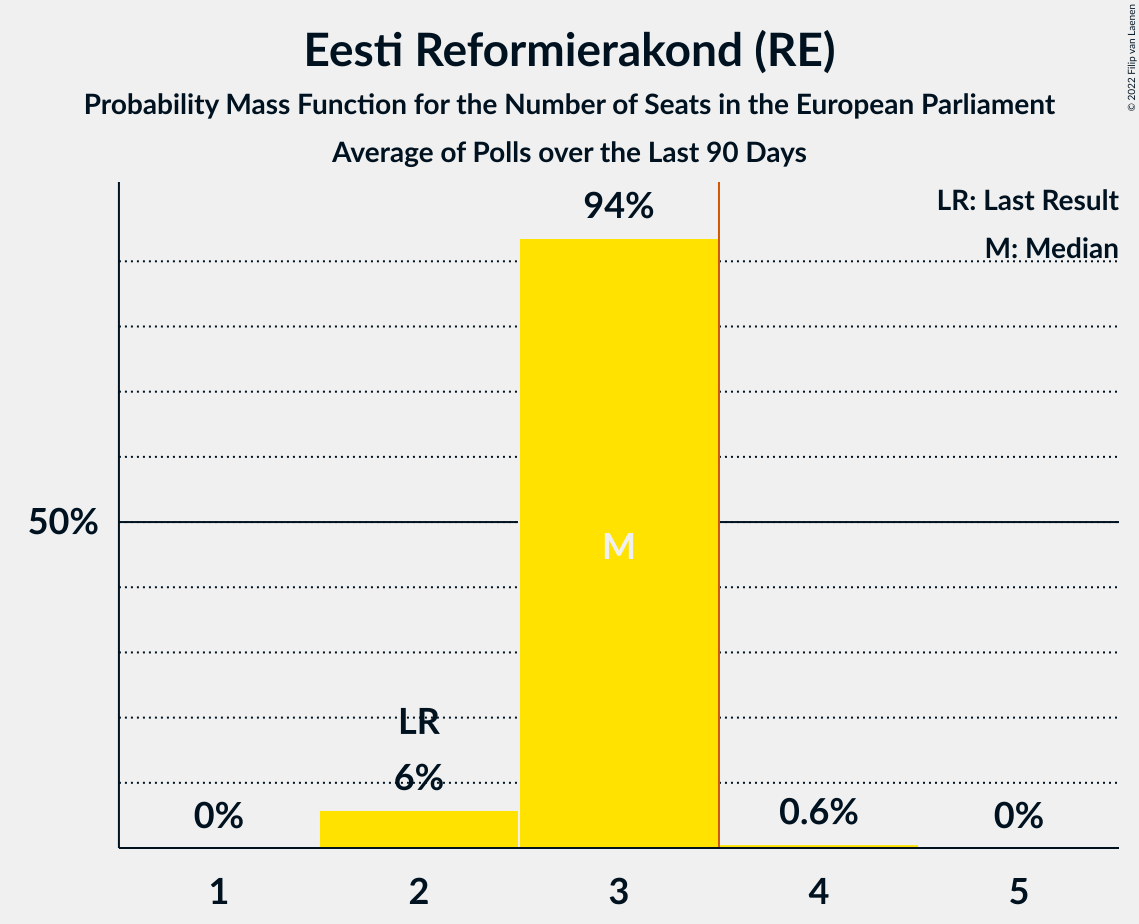 Eesti Reformierakond (RE)
Probability Mass Function for the Number of Seats in the European Parliament
Average of Polls over the Last 90 Days
© 2022 Filip van Laenen
LR: Last Result
M: Median
94%
50%
M
LR
6%
0%
0.6%
0%
1 2 3 4 5